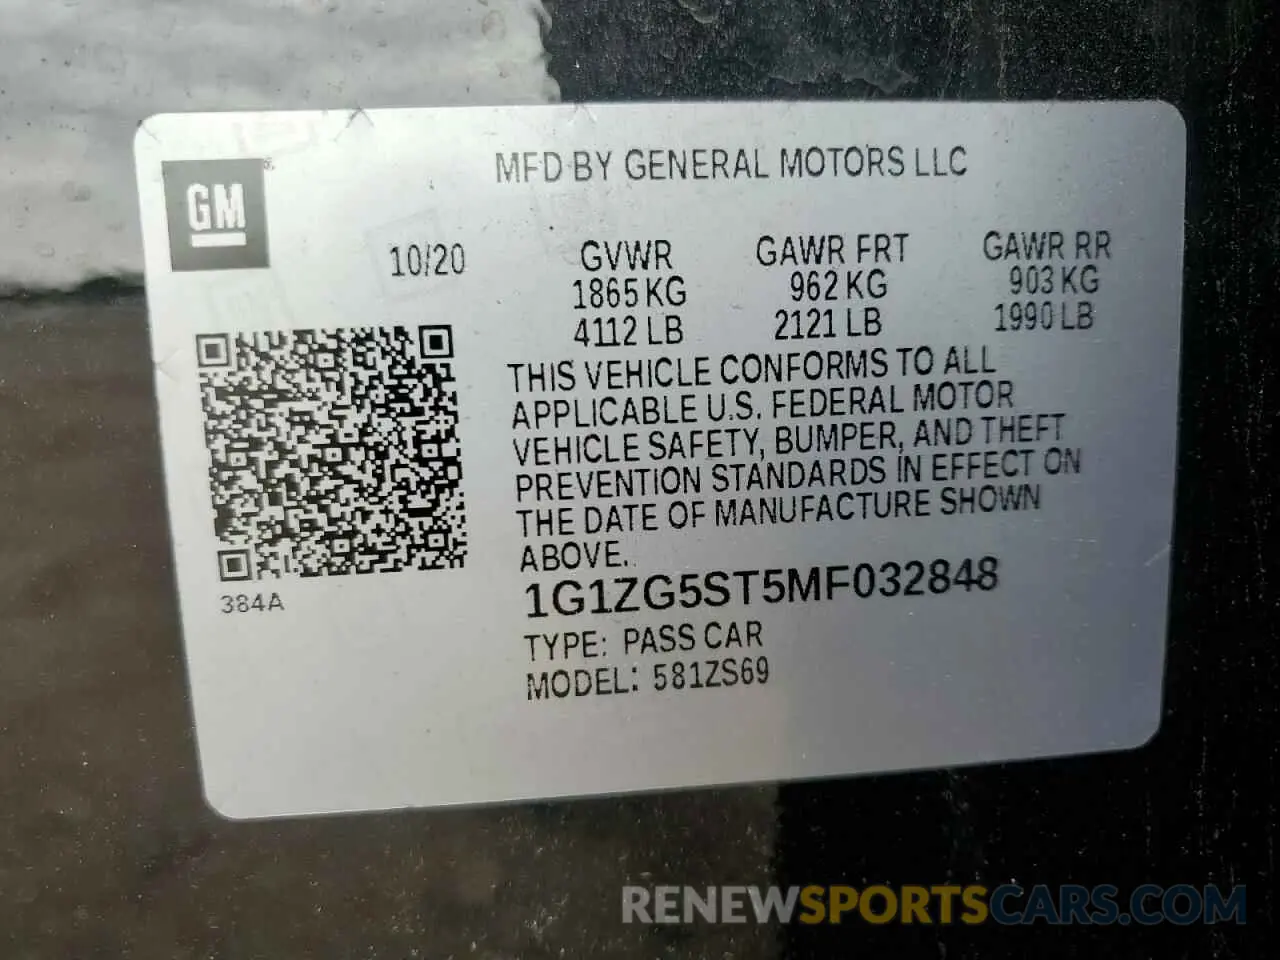 MFD BY GENERAL MOTORS LLC
GM
10/20
GVWR
1865 KG
4112 LB
GAWR FRT
962 KG
2121 LB
GAWR RR
903 KG
1990 LB
THIS VEHICLE CONFORMS TO ALL
APPLICABLE U.S. FEDERAL MOTOR
VEHICLE SAFETY, BUMPER, AND THEFT
PREVENTION STANDARDS IN EFFECT ON
THE DATE OF MANUFACTURE SHOWN
ABOVE.
384A
1G1ZG5ST5MF032848
TYPE: PASS CAR
MODEL: 581ZS69
RENEWSPORTSCARS.COM